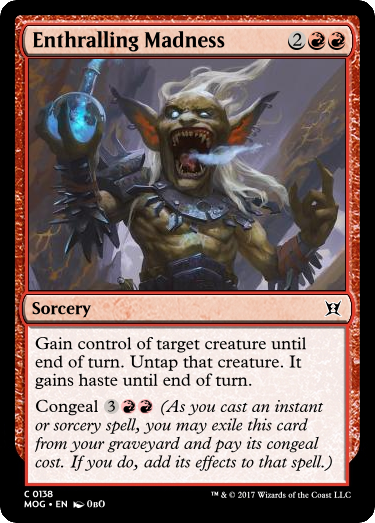 Enthralling Madness 2
Sorcery
Gain control of target creature until
end of turn. Untap that creature. It
gains haste until end of turn.
Congeal 3 (As you cast an instant
or sorcery spell, you may exile this card
from your graveyard and pay its congeal
cost. If you do, add its effects to that spell.)
C 0138
MOG • EN OBO
™ & © 2017 Wizards of the Coast LLC